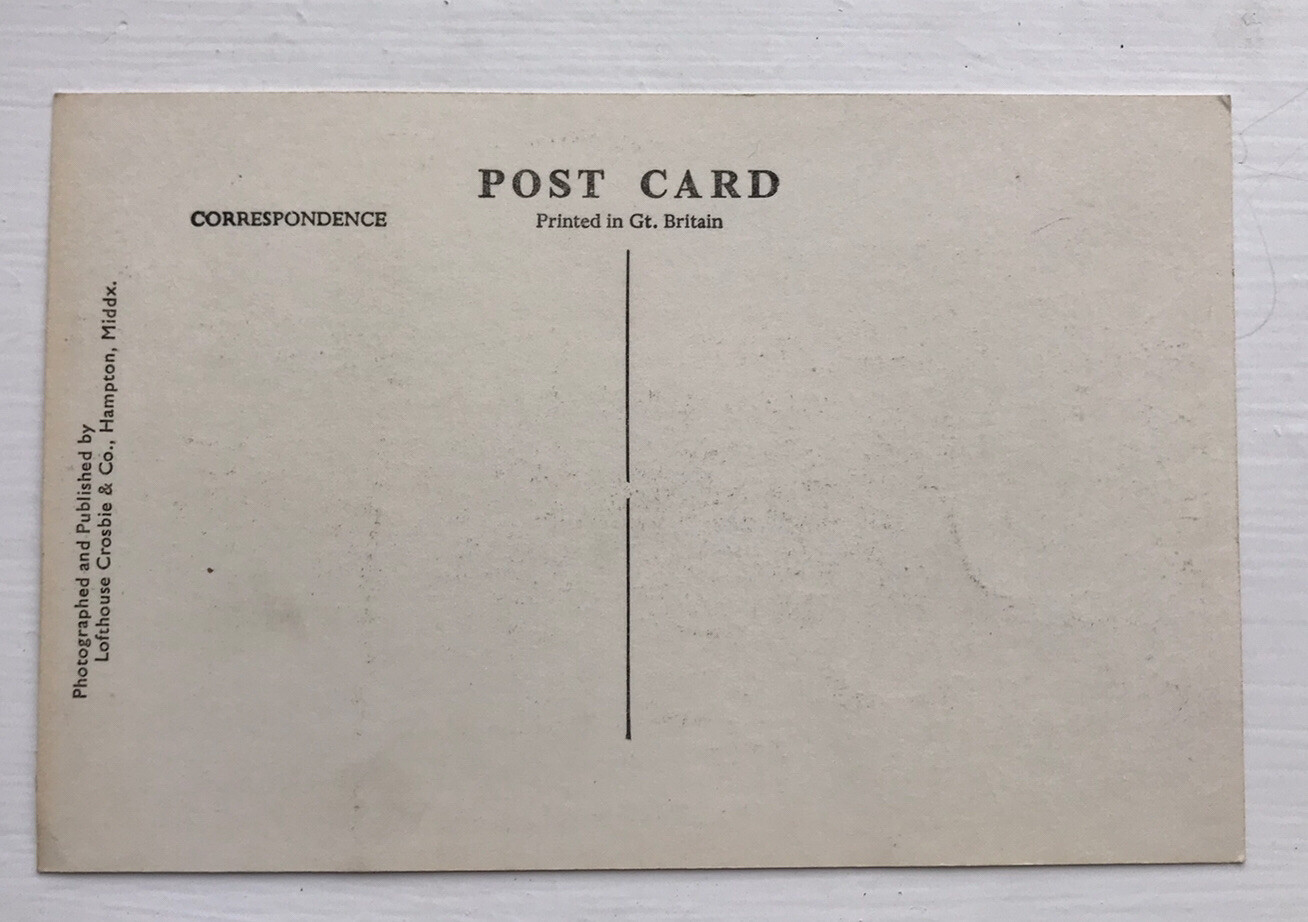 POST CARD
Printed in Gt. Britain
CORRESPONDENCE
Photographed and Published by
Lofthouse Crosbie & Co., Hampton, Middx.